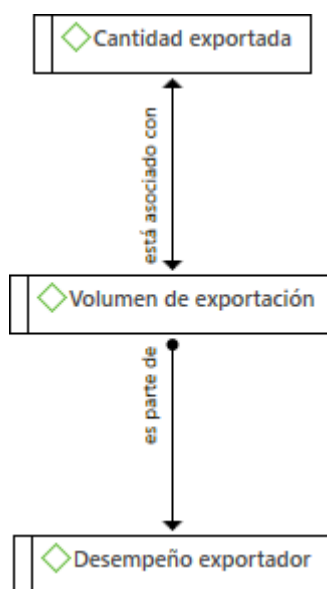 Cantidad exportada
está asociado con
Volumen de exportación
es parte de
Desempeño exportador